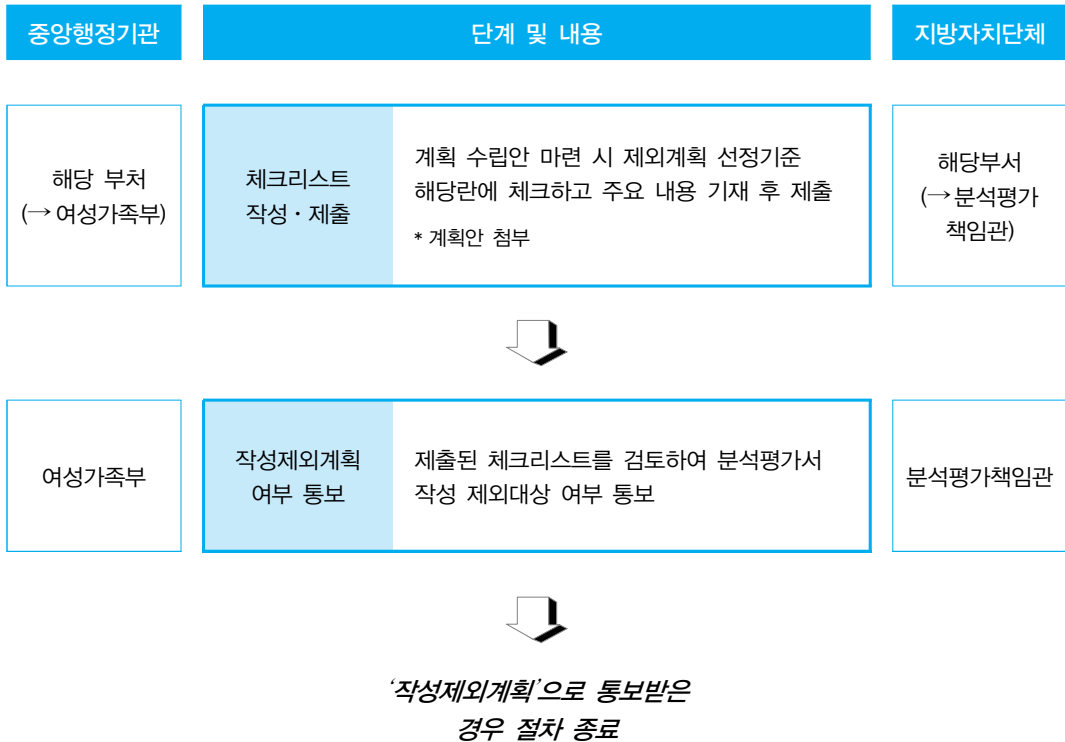 중앙행정기관
단계 및 내용
지방자치단체
해당 부처
(→ 여성가족부)
체크리스트
작성・제출
계획 수립안 마련 시 제외계획 선정기준
해당란에 체크하고 주요 내용 기재 후 제출
* 계획안 첨부
해당부서
(→ 분석평가
책임관)
여성가족부
작성제외계획
여부 통보
제출된 체크리스트를 검토하여 분석평가서
작성 제외대상 여부 통보
분석평가책임관
‘작성제외계획’으로 통보받은
경우 절차 종료